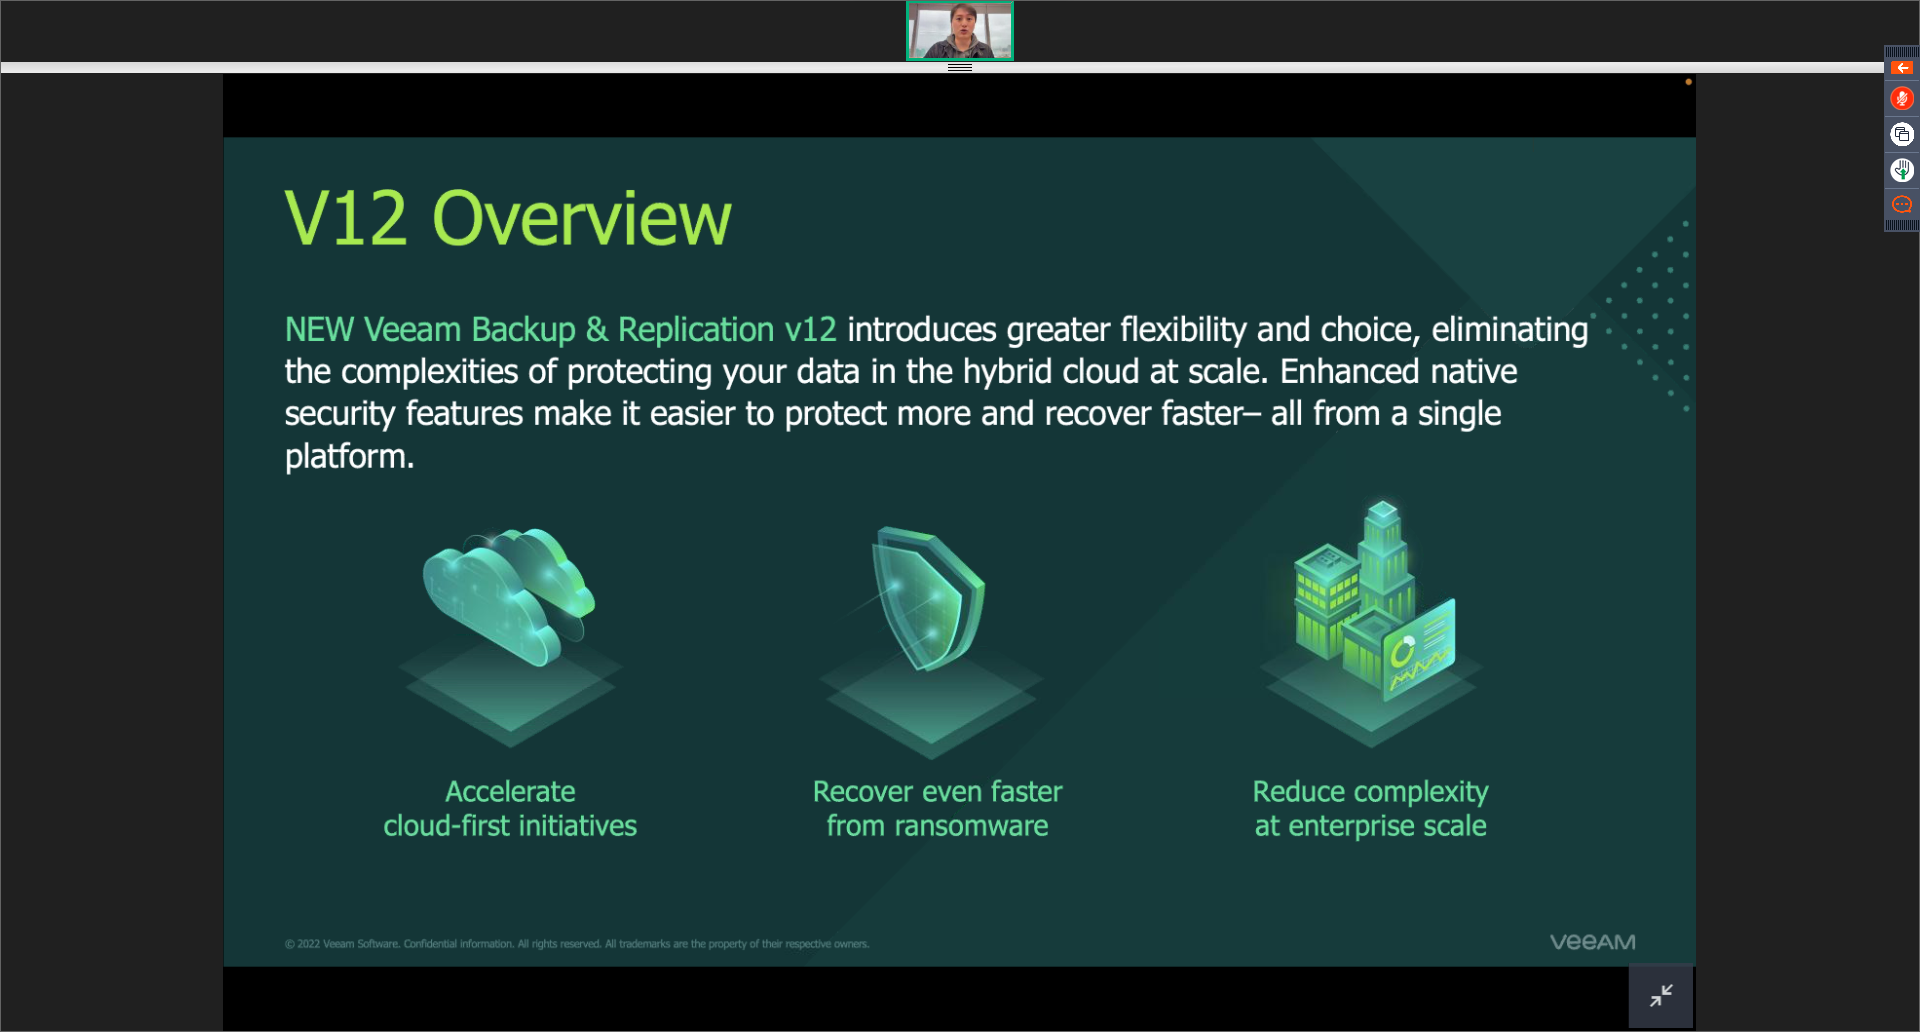 V12 Overview
NEW Veeam Backup & Replication v12 introduces greater flexibility and choice, eliminating
the complexities of protecting your data in the hybrid cloud at scale. Enhanced native
security features make it easier to protect more and recover faster– all from a single
platform.
Accelerate
cloud-first initiatives
Recover even faster
from ransomware
Reduce complexity
at enterprise scale
© 2022 Veeam Software. Confidential information. All rights reserved. All trademarks are the property of their respective owners.
VEEAM